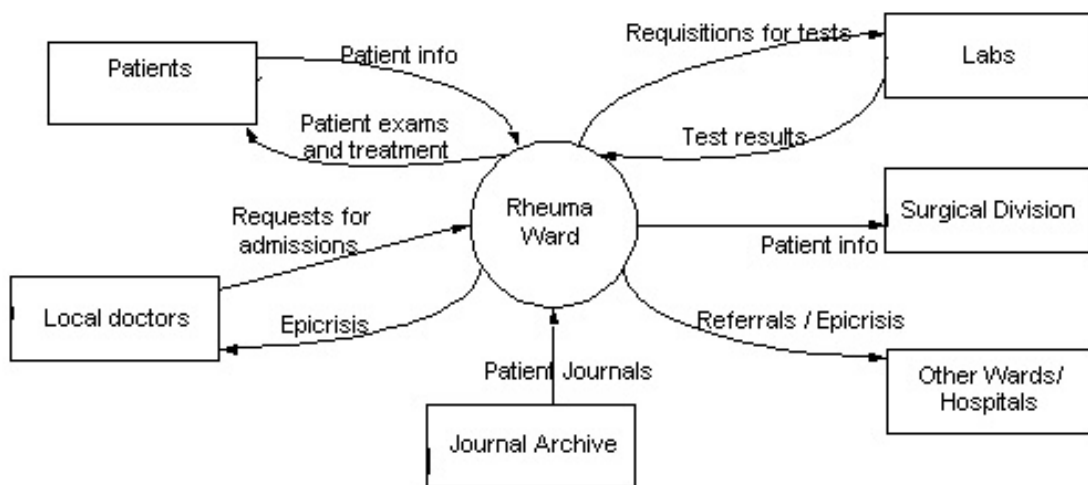 Patients
Patient info
Patient exams
and treatment
Requisitions for tests
Labs
Test results
Rheuma
Ward
Surgical Division
Patient info
Requests for
admissions
Local doctors
Epicrisis
Referrals / Epicrisis
Other Wards/
Hospitals
Patient Journals
Journal Archive